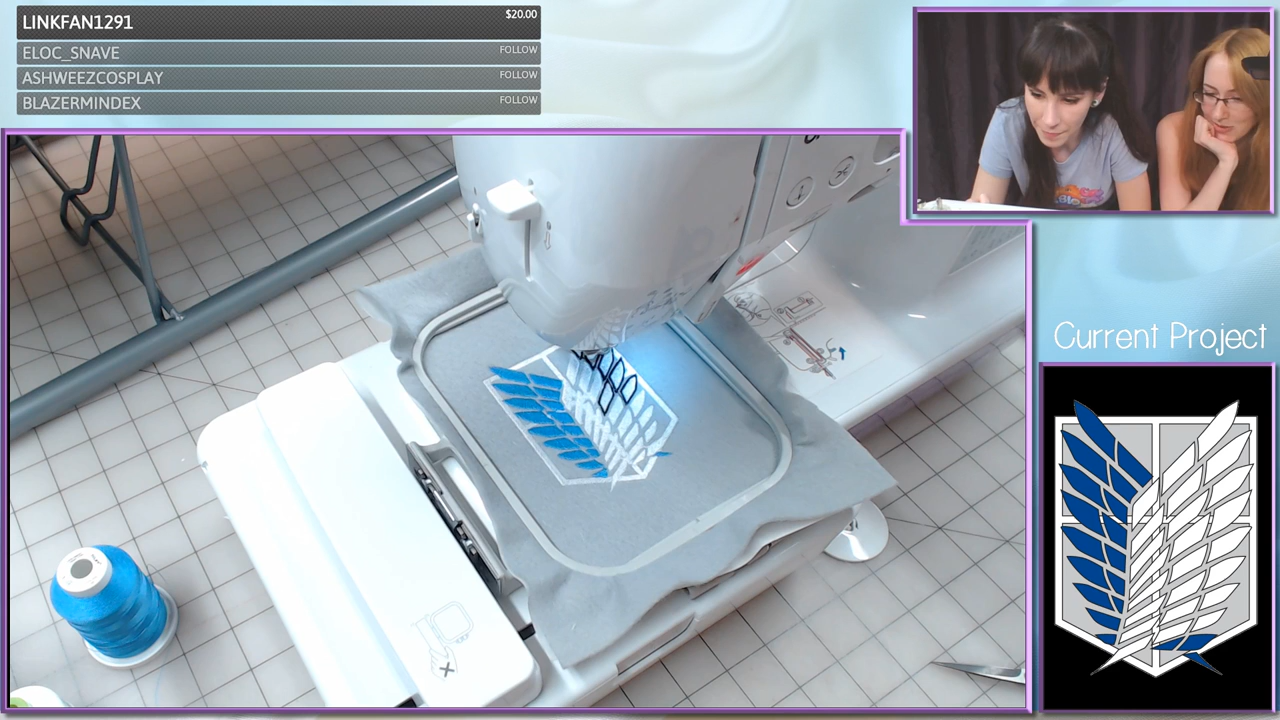 LINKFAN1291 $20.00
ELOC_SNAVE FOLLOW
ASHWEEZCOSPLAY FOLLOW
BLAZERMINDEX FOLLOW
Current Project